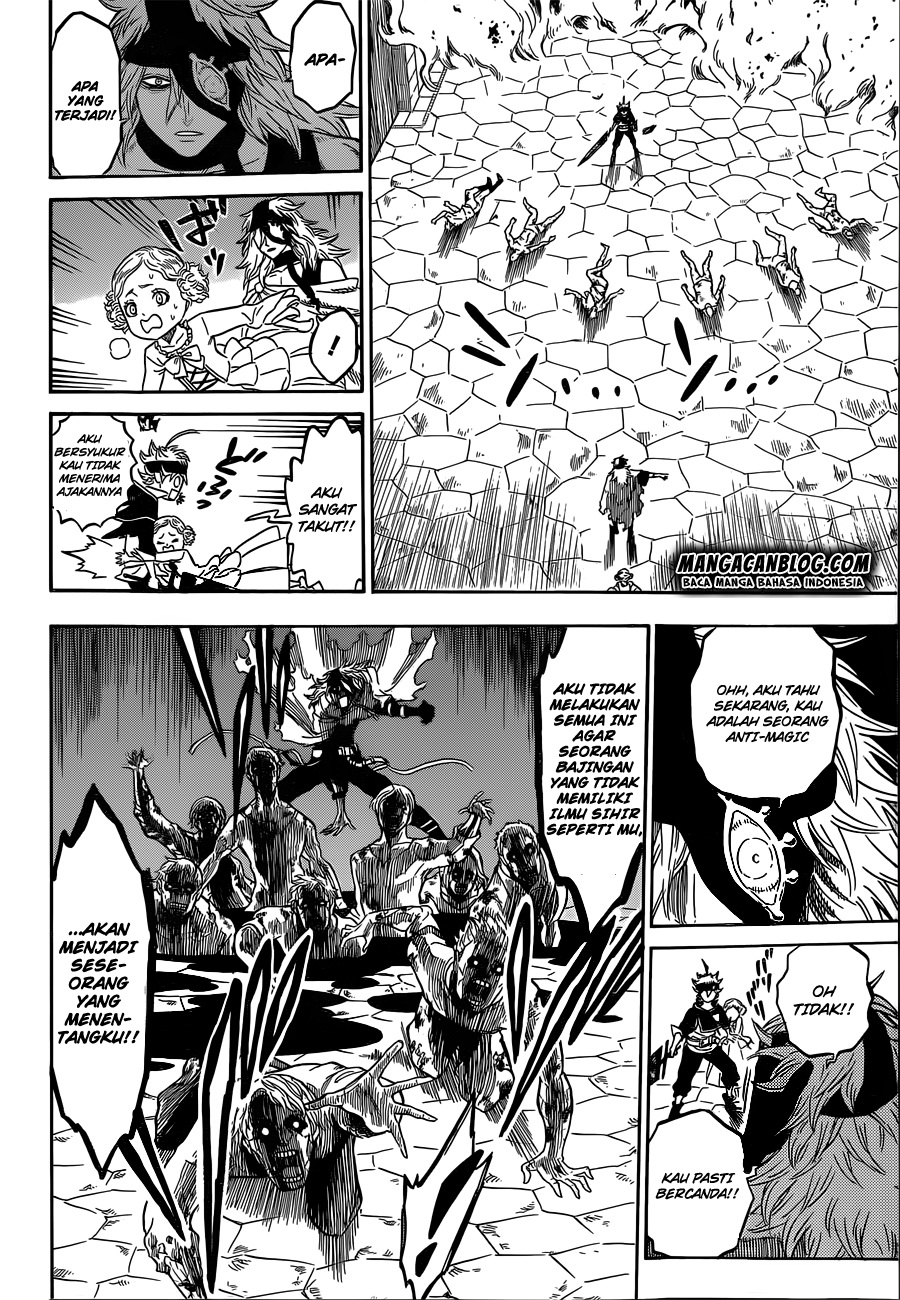 APA-
APA
YANG
TERJADI!
ば
っ
!
AKU
SANGAT
TAKUT!!
AKU
BERSYUKUR
KAU TIDAK
MENERIMA
AJAKANNYA
MANGACANBLOG.COM
BACA MANGA BAHASA INDONESIA
OHH, AKU TAHU
SEKARANG, KAU
ADALAH SEORANG
ANTI-MAGIC
OH
TIDAK!!
KAU PASTI
BERCANDA!!
AKU TIDAK
MELAKUKAN
SEMUA INI
AGAR
SEORANG
BAJINGAN
YANG TIDAK
MEMILIKI
ILMU SIHIR
SEPERTI MU,
...AKAN
MENJADI
SESE-
ORANG
YANG
MENEN-
TANGKU!!